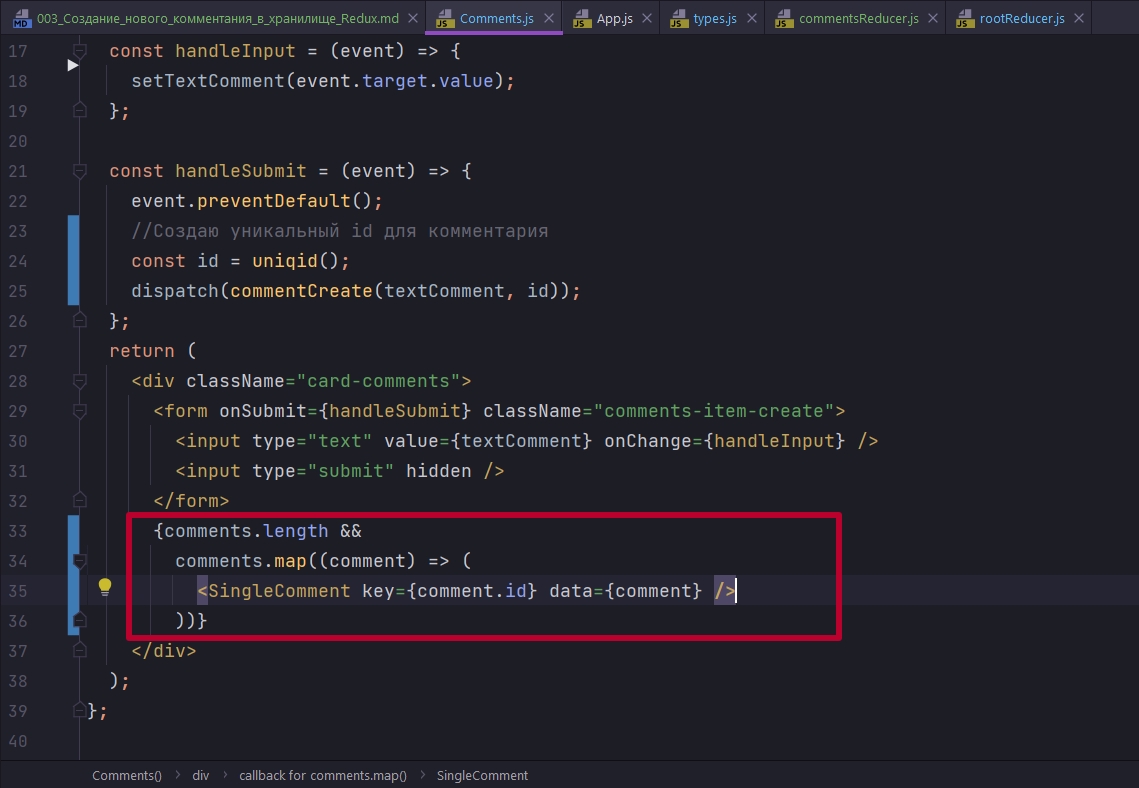 MD 003_Создание_нового_комментания_в_хранилище_Redux.md JS Comments.js JS App.js JS types.js JS commentsReducer.js JS rootReducer.js
17 const handleInput = (event) => {
18 setTextComment(event.target.value);
19 };
20
21 const handleSubmit = (event) => {
22 event.preventDefault();
23 //Создаю уникальный id для комментария
24 const id = uniqid();
25 dispatch(commentCreate(textComment, id));
26 };
27 return (
28 <div className="card-comments">
29 <form onSubmit={handleSubmit} className="comments-item-create">
30 <input type="text" value={textComment} onChange={handleInput} />
31 <input type="submit" hidden />
32 </form>
33 {comments.length &&
34 comments.map((comment) => (
35 <SingleComment key={comment.id} data={comment} />
36 ))}
37 </div>
38 );
39 };
40
Comments() > div > callback for comments.map() > SingleComment